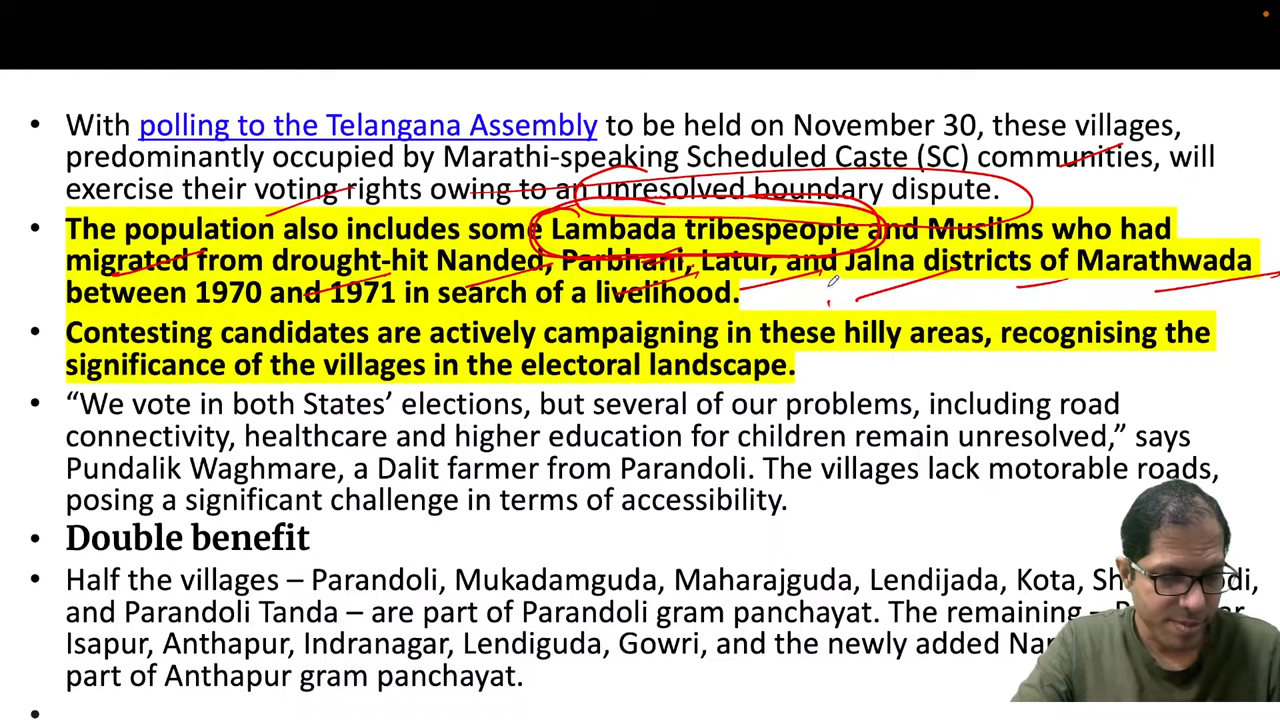 • With polling to the Telangana Assembly to be held on November 30, these villages,
predominantly occupied by Marathi-speaking Scheduled Caste (SC) communities, will
exercise their voting rights owing to an unresolved boundary dispute.
• The population also includes some Lambada tribespeople and Muslims who had
migrated from drought-hit Nanded, Parbhani, Latur, and Jalna districts of Marathwada
between 1970 and 1971 in search of a livelihood.
• Contesting candidates are actively campaigning in these hilly areas, recognising the
significance of the villages in the electoral landscape.
• “We vote in both States’ elections, but several of our problems, including road
connectivity, healthcare and higher education for children remain unresolved,” says
Pundalik Waghmare, a Dalit farmer from Parandoli. The villages lack motorable roads,
posing a significant challenge in terms of accessibility.
• Double benefit
• Half the villages – Parandoli, Mukadamguda, Maharajguda, Lendijada, Kota,
and Parandoli Tanda – are part of Parandoli gram panchayat. The remaining –
Isapur, Anthapur, Indranagar, Lendiguda, Gowri, and the newly added
part of Anthapur gram panchayat.
•